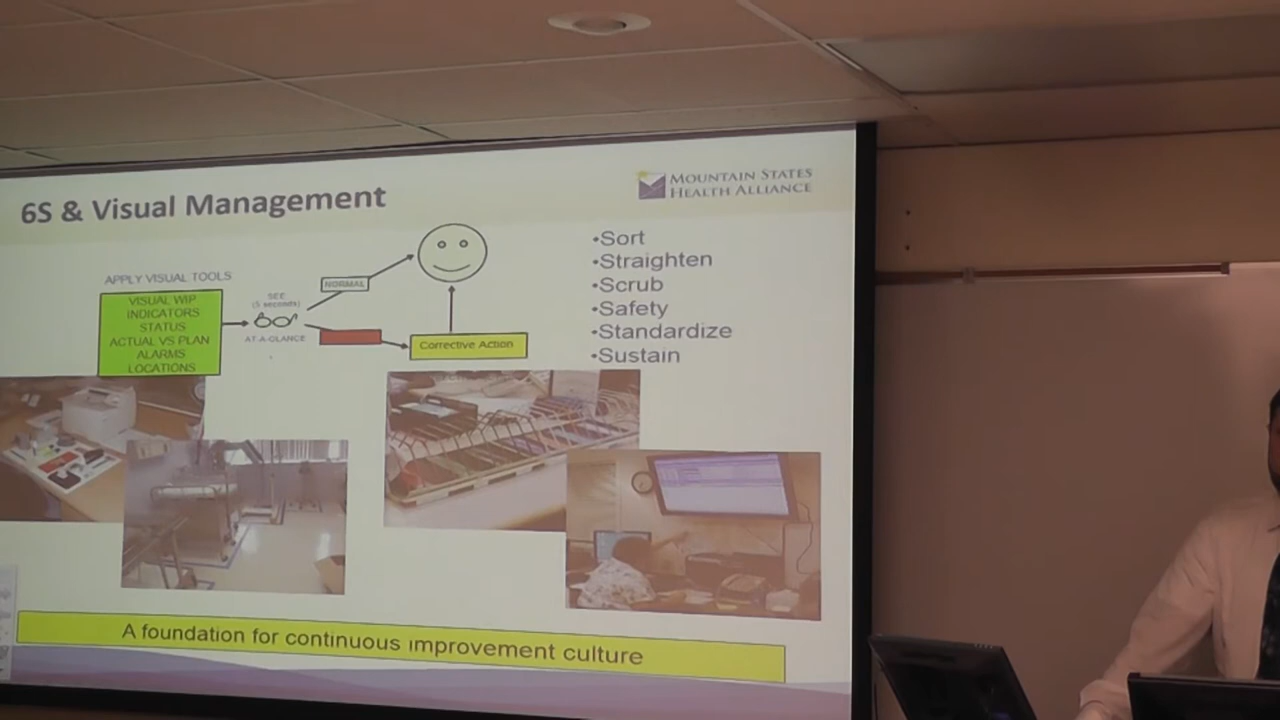 6S & Visual Management
MOUNTAIN STATES
HEALTH ALLIANCE
APPLY VISUAL TOOLS
VISUAL WIP
INDICATORS
STATUS
ACTUAL VS PLAN
ALARMS
LOCATIONS
SEE
(5 seconds)
AT-A-GLANCE
NORMAL
Corrective Action
•Sort
•Straighten
•Scrub
•Safety
•Standardize
•Sustain
A foundation for continuous improvement culture